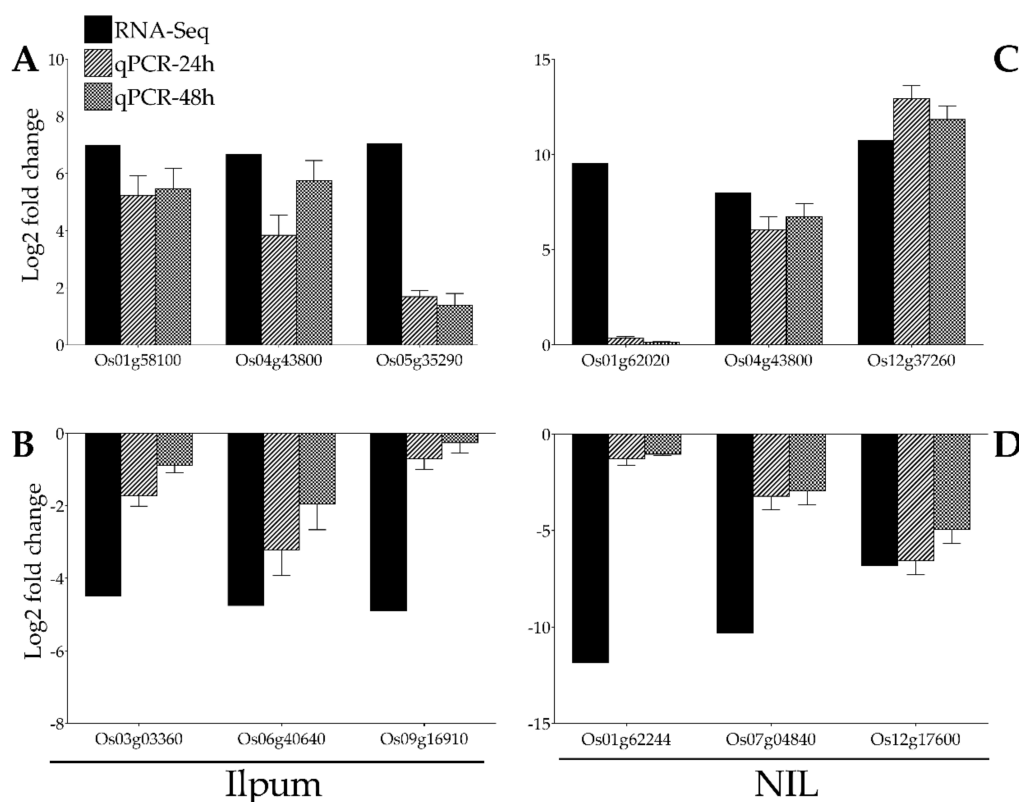 RNA-Seq
qPCR-24h
qPCR-48h
A
Log2 fold change
10
8
6
4
2
0
Os01g58100 Os04g43800 Os05g35290
C
15
10
5
0
Os01g62020 Os04g43800 Os12g37260
B
Log2 fold change
0
-2
-4
-6
-8
Os03g03360 Os06g40640 Os09g16910
Ilpum
D
0
-5
-10
-15
Os01g62244 Os07g04840 Os12g17600
NIL